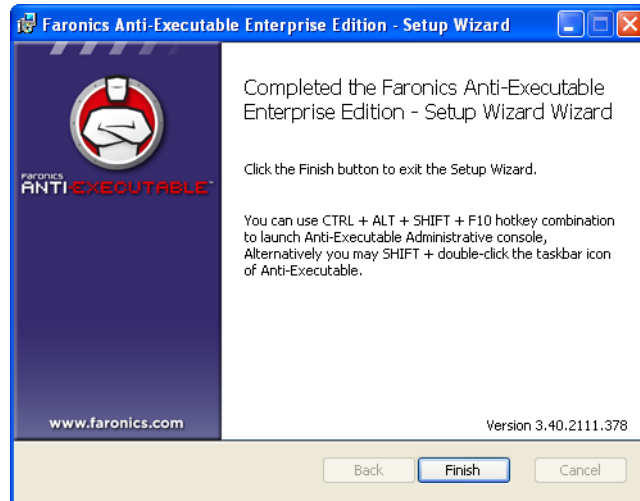 Faronics Anti-Executable Enterprise Edition - Setup Wizard
Completed the Faronics Anti-Executable
Enterprise Edition - Setup Wizard Wizard
Click the Finish button to exit the Setup Wizard.
FARONICS
ANTI-EXECUTABLE™
You can use CTRL + ALT + SHIFT + F10 hotkey combination
to launch Anti-Executable Administrative console,
Alternatively you may SHIFT + double-click the taskbar icon
of Anti-Executable.
www.faronics.com
Version 3.40.2111.378
Back
Finish
Cancel